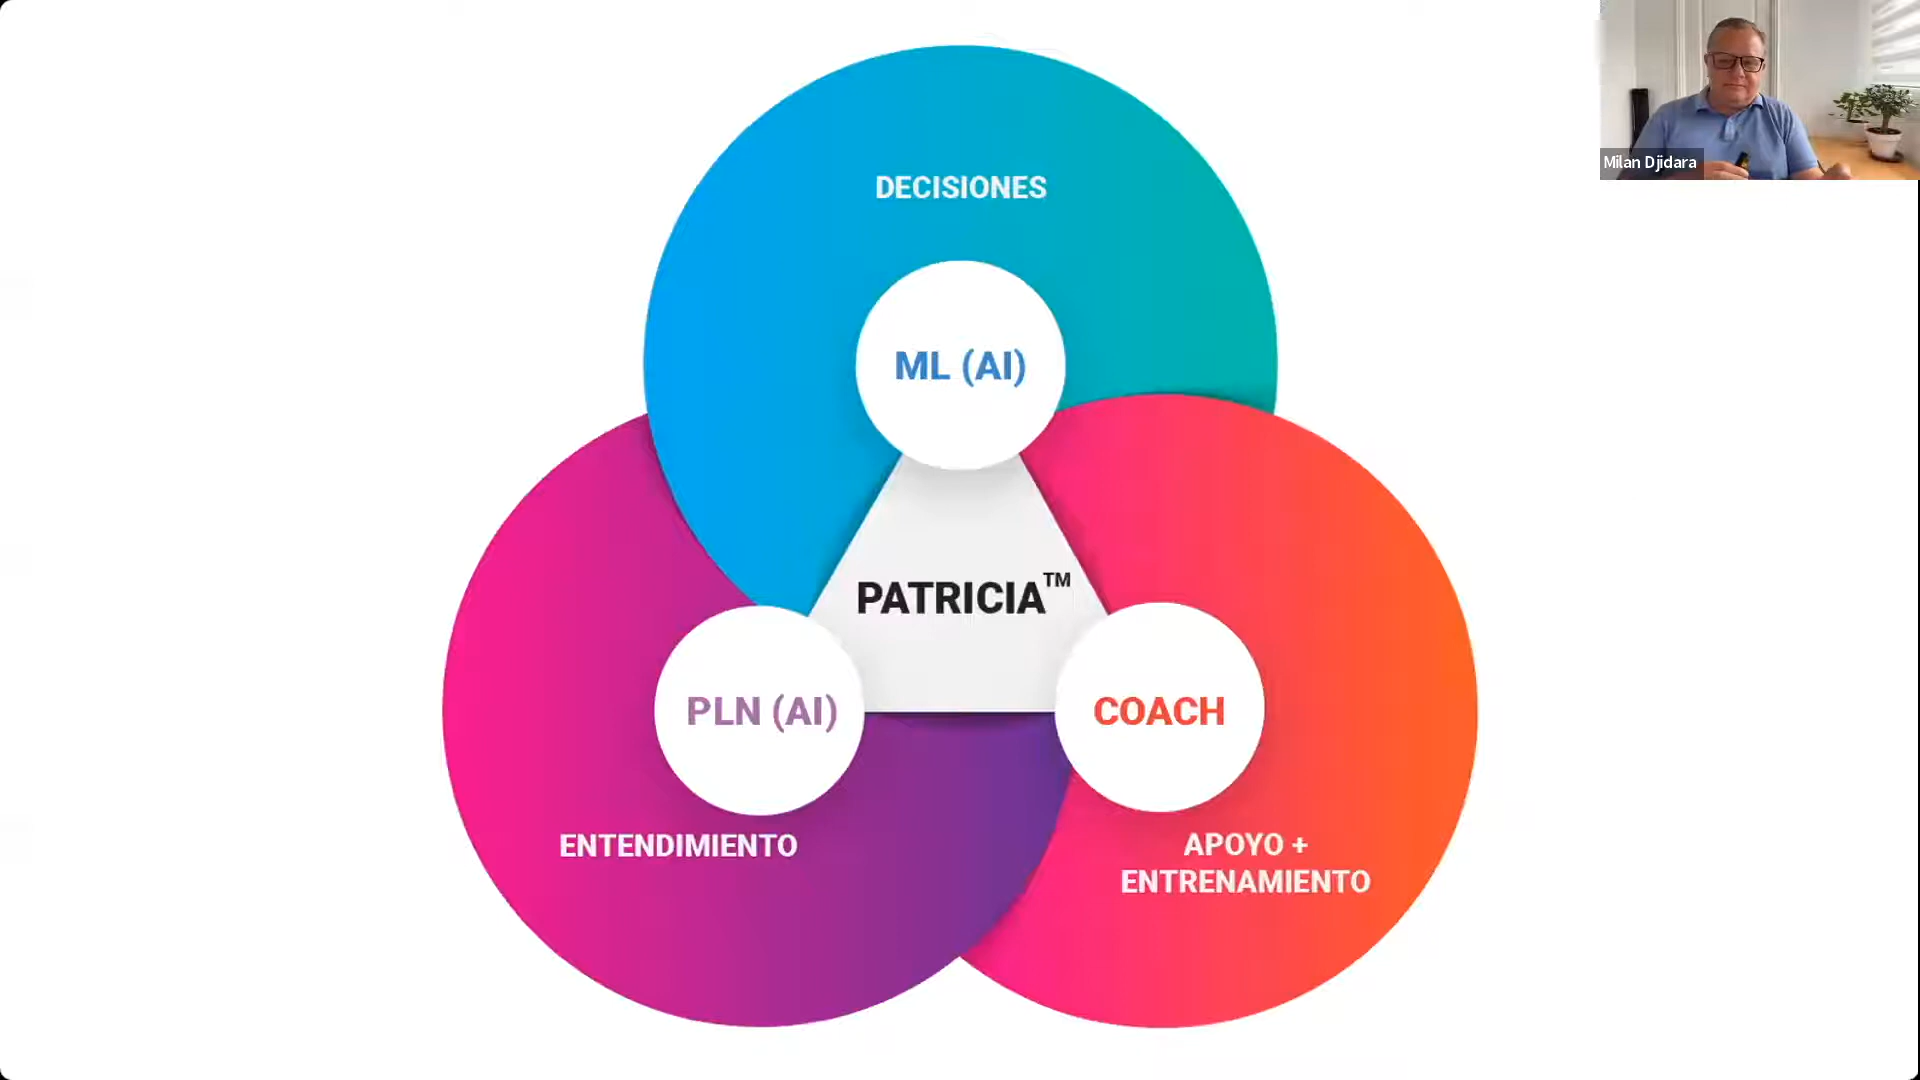 Milan Djidara
DECISIONES
ML (AI)
PATRICIA™
PLN (AI)
COACH
ENTENDIMIENTO
APOYO +
ENTRENAMIENTO